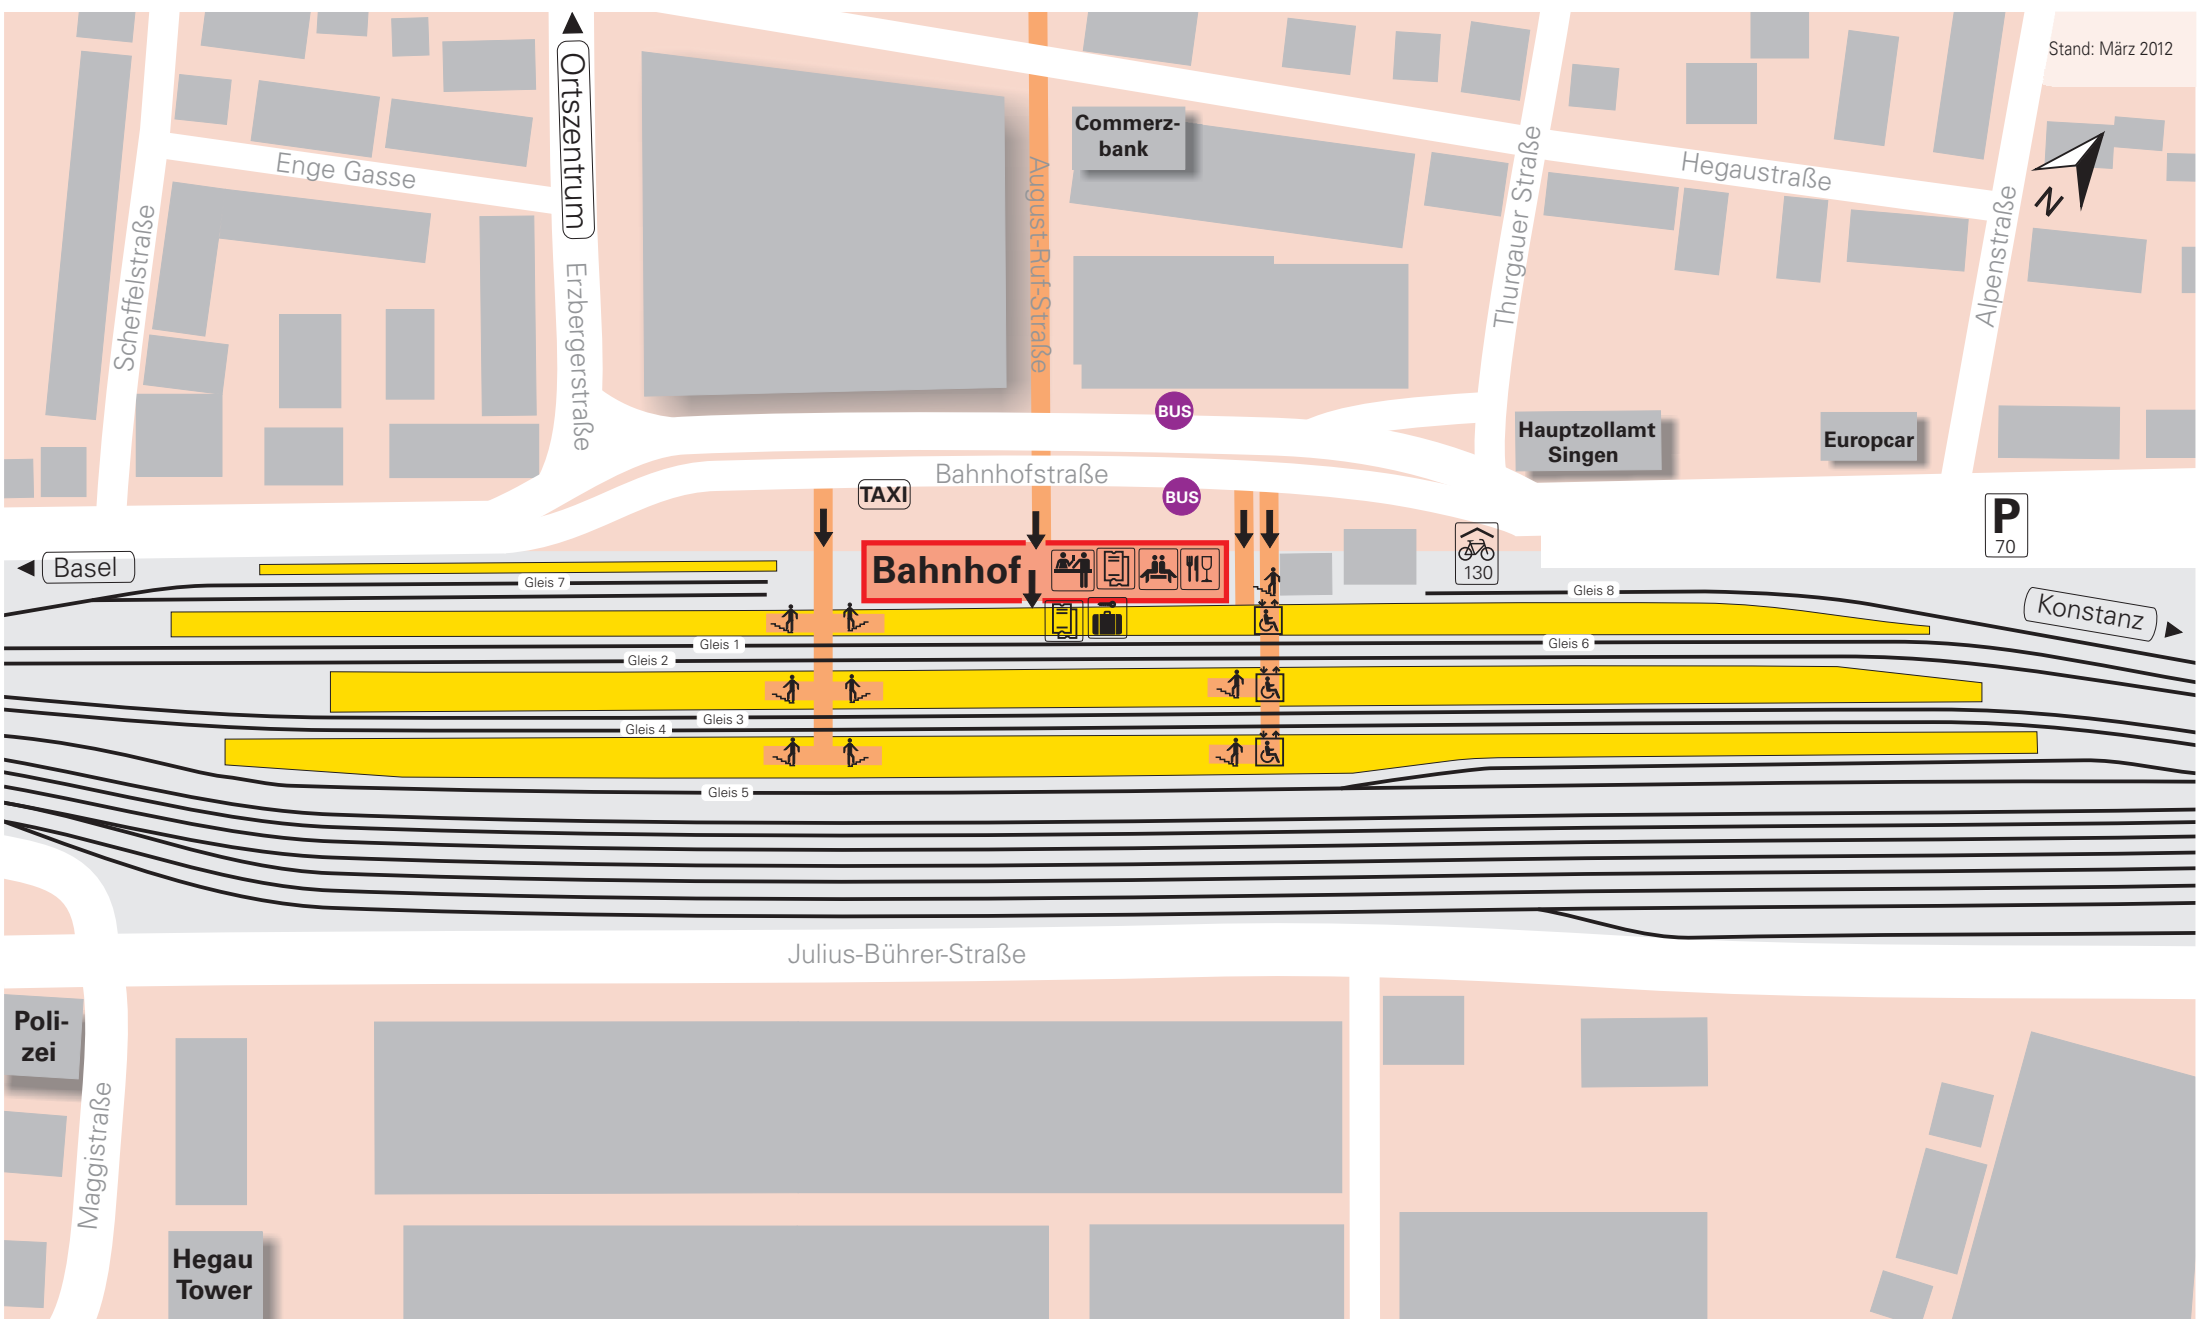 Stand: März 2012
Ortszentrum
Commerz-
bank
Enge Gasse
Hegaustraße
Scheffelstraße
Erzbergerstraße
August-Ruf-Straße
Thurgauer Straße
Alpenstraße
N
BUS
Hauptzollamt
Singen
Europcar
Bahnhofstraße
TAXI
BUS
P
70
Basel
Bahnhof
130
Gleis 7
Gleis 8
Konstanz
Gleis 1
Gleis 6
Gleis 2
Gleis 3
Gleis 4
Gleis 5
Julius-Bührer-Straße
Poli-
zei
Maggistraße
Hegau
Tower